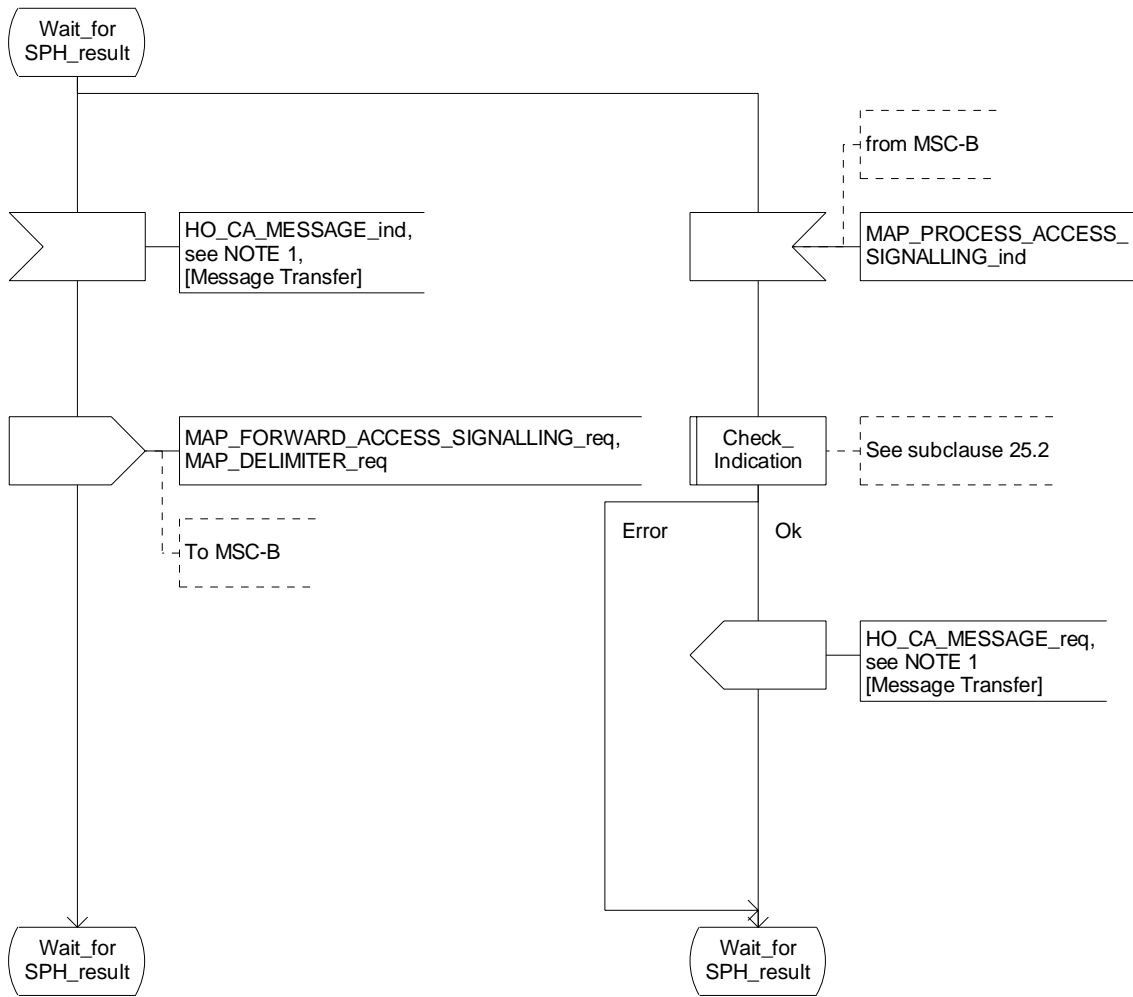 Wait_for
SPH_result
from MSC-B
HO_CA_MESSAGE_ind,
see NOTE 1,
[Message Transfer]
MAP_PROCESS_ACCESS_
SIGNALLING_ind
MAP_FORWARD_ACCESS_SIGNALLING_req,
MAP_DELIMITER_req
Check_
Indication
See subclause 25.2
Error
Ok
To MSC-B
HO_CA_MESSAGE_req,
see NOTE 1
[Message Transfer]
Wait_for
SPH_result
Wait_for
SPH_result